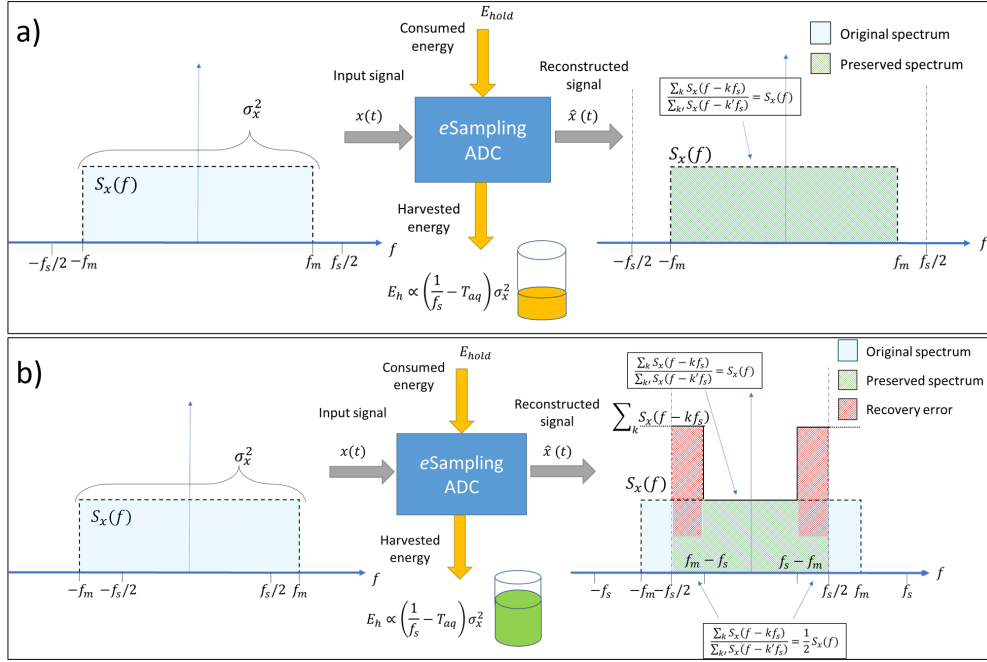 a)
E_hold
Consumed energy
Input signal
Reconstructed signal
Original spectrum
Preserved spectrum
σ_x^2
x(t)
eSampling ADC
x̂ (t)
∑_k S_x(f − kf_s) / ∑_k' S_x(f − k'f_s) = S_x(f)
S_x(f)
S_x(f)
Harvested energy
−f_s/2
−f_m
f_m
f_s/2
f
−f_s/2
−f_m
f_m
f_s/2
f
E_h ∝ (1/f_s − T_aq) σ_x^2
b)
E_hold
Consumed energy
Input signal
Reconstructed signal
Original spectrum
Preserved spectrum
Recovery error
∑_k S_x(f − kf_s) / ∑_k' S_x(f − k'f_s) = S_x(f)
∑_k S_x(f − kf_s)
σ_x^2
x(t)
eSampling ADC
x̂ (t)
S_x(f)
S_x(f)
Harvested energy
f_m − f_s
f_s − f_m
−f_m
−f_s/2
f_s/2
f_m
f
−f_s
−f_m
−f_s/2
f_s/2
f_m
f_s
f
E_h ∝ (1/f_s − T_aq) σ_x^2
∑_k S_x(f − kf_s) / ∑_k' S_x(f − k'f_s) = 1/2 S_x(f)